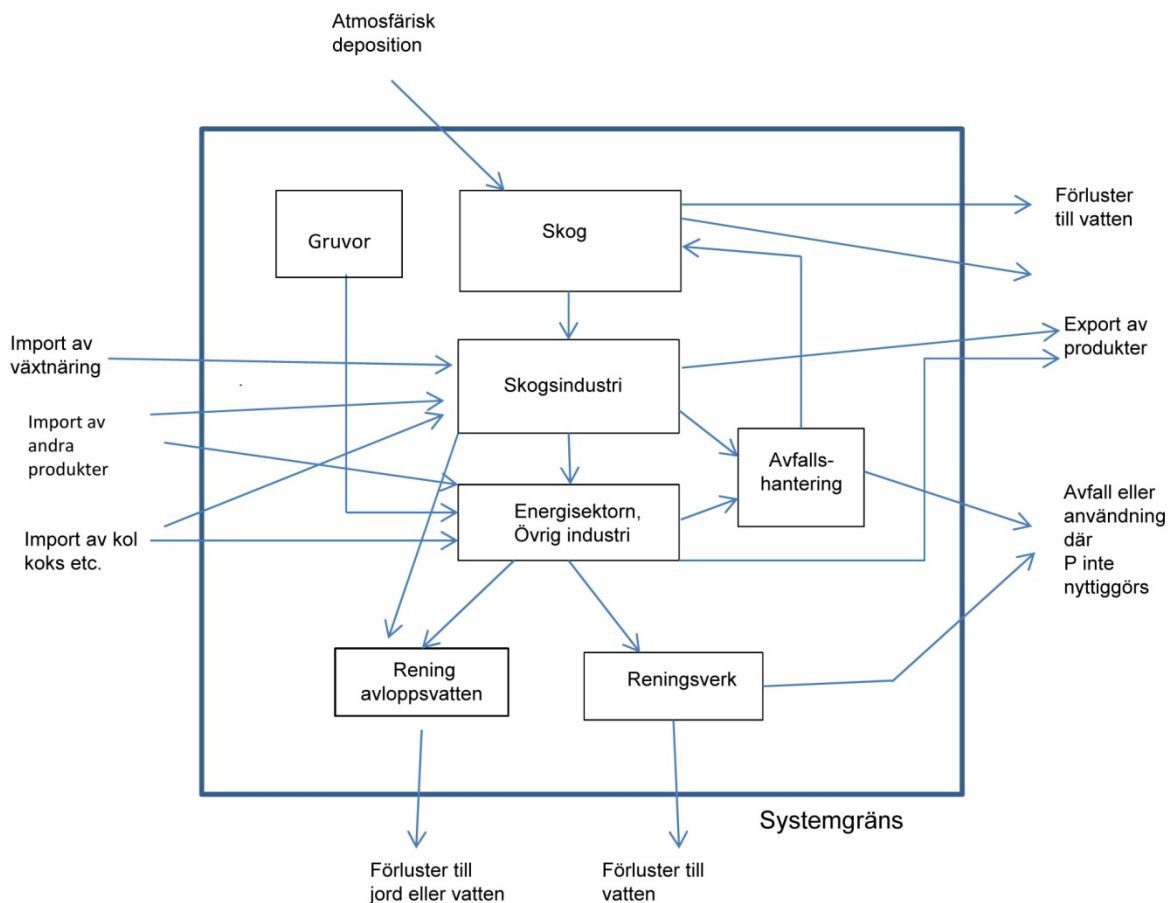 Atmosfärisk
deposition
Förluster
till vatten
Skog
Gruvor
Export av
produkter
Import av
växtnäring
Skogsindustri
Import av
andra
produkter
Avfalls-
hantering
Energisektorn,
Övrig industri
Avfall eller
användning
där
P inte
nyttiggörs
Import av kol
koks etc.
Rening
avloppsvatten
Reningsverk
Systemgräns
Förluster till
jord eller vatten
Förluster till
vatten